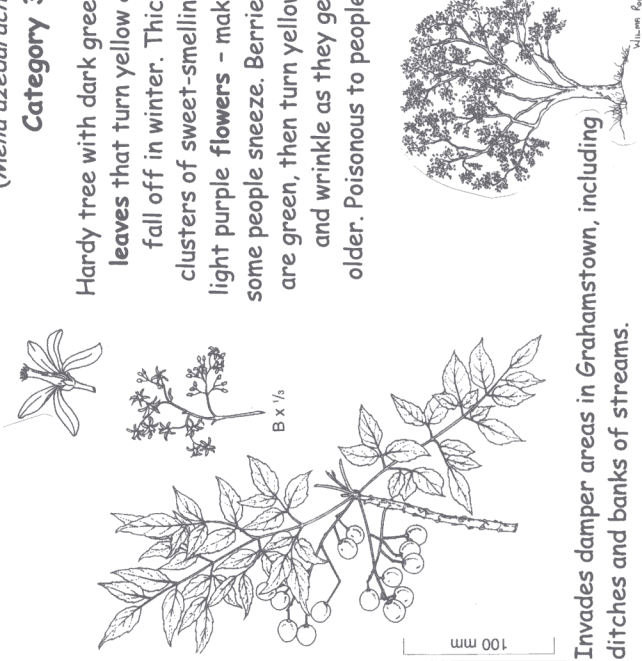 Category 3
Hardy tree with dark gree
leaves that turn yellow
fall off in winter. Thic
clusters of sweet-smellin
light purple flowers - mak
some people sneeze. Berrie
are green, then turn yellow
and wrinkle as they ge
older. Poisonous to people
B x 1/3
100 mm
Invades damper areas in Grahamstown, including
ditches and banks of streams.